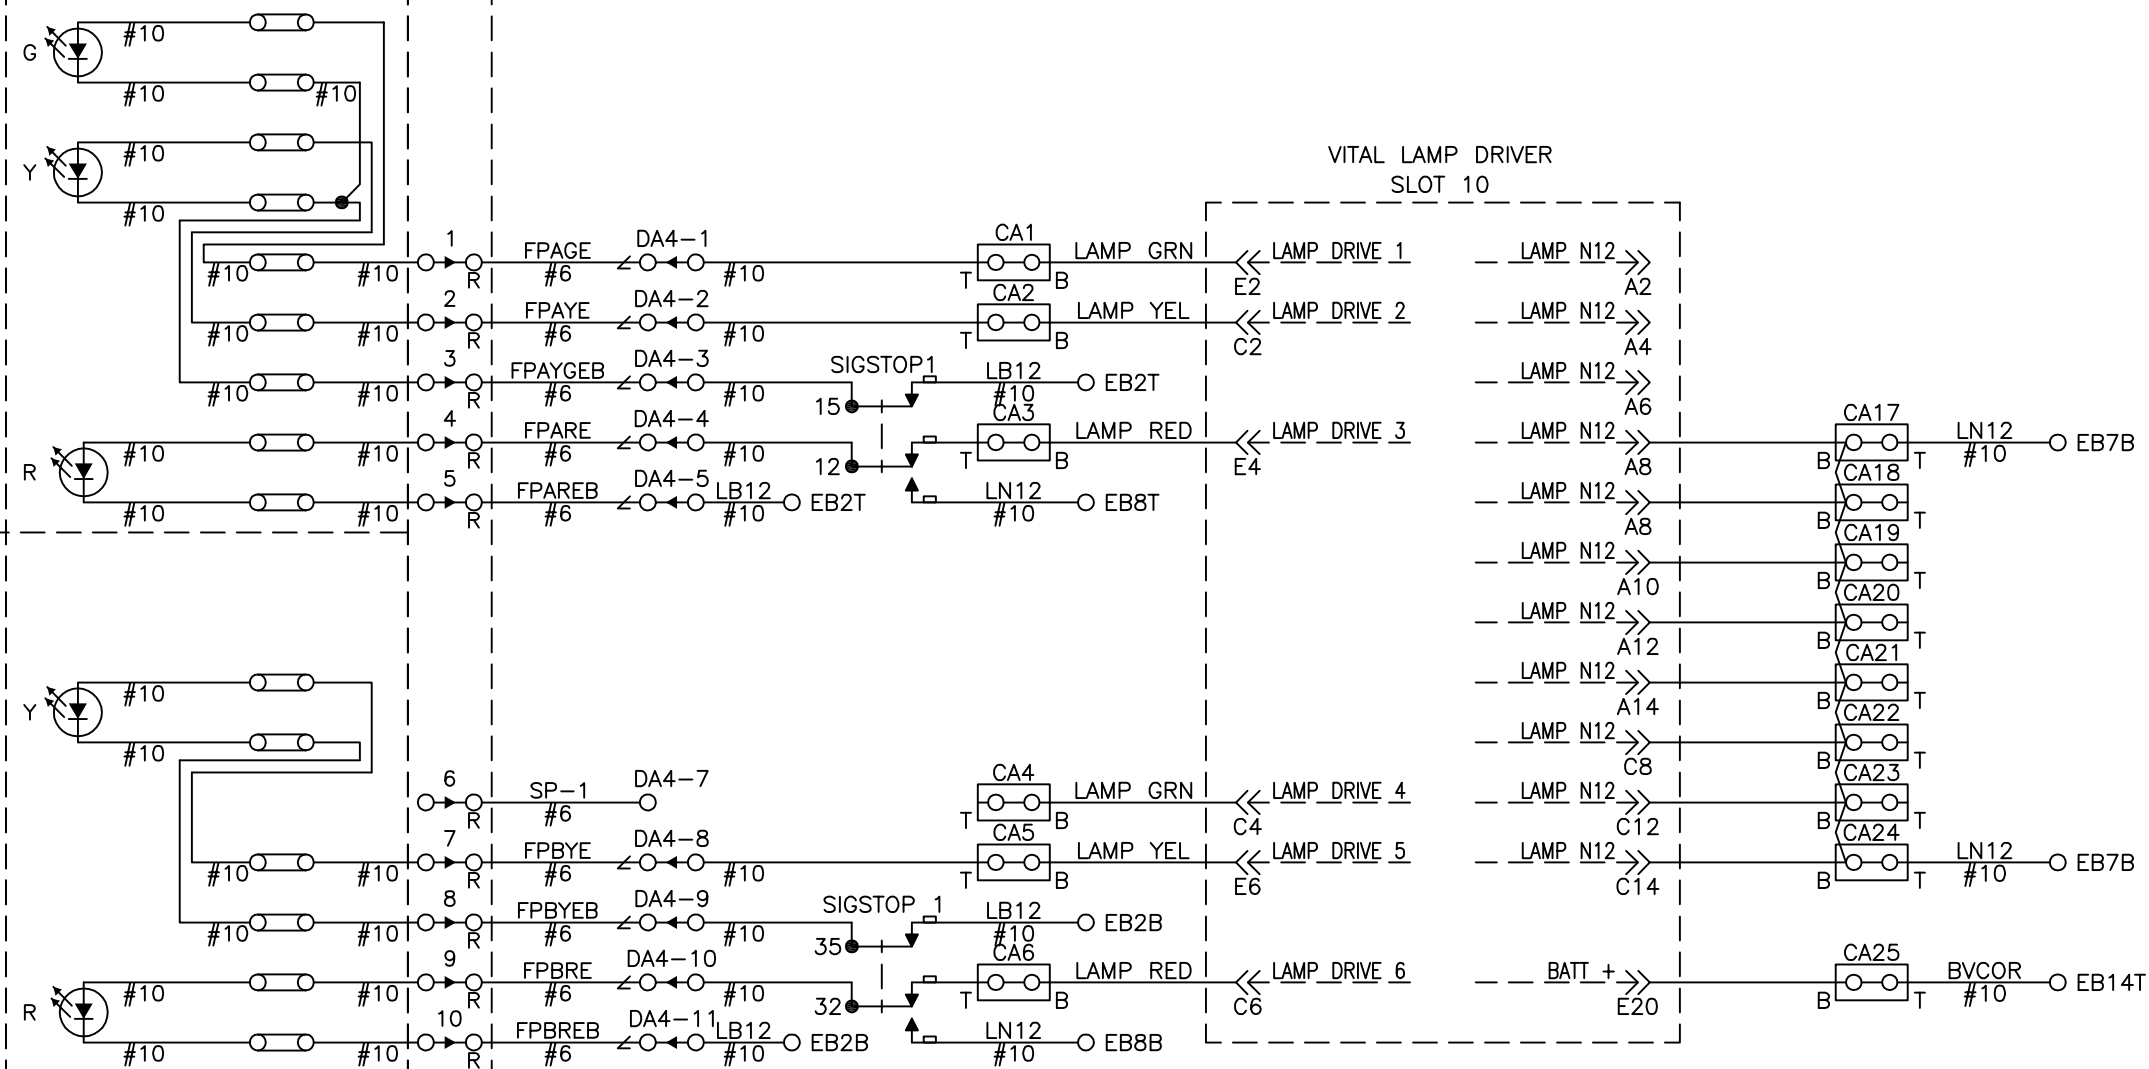 G
#10
#10
#10
Y
#10
#10
VITAL LAMP DRIVER
SLOT 10
#10 #10 1 R FPAGE #6 DA4-1 #10 CA1 T B LAMP GRN E2 LAMP DRIVE 1 LAMP N12 A2
#10 #10 2 R FPAYE #6 DA4-2 #10 CA2 T B LAMP YEL C2 LAMP DRIVE 2 LAMP N12 A4
#10 #10 3 R FPAYGEB #6 DA4-3 #10 SIGSTOP1 15 LB12 #10 EB2T LAMP N12 A6
R #10 #10 4 R FPARE #6 DA4-4 #10 12 CA3 T B LAMP RED E4 LAMP DRIVE 3 LAMP N12 A8 CA17 B T LN12 #10 EB7B
#10 #10 5 R FPAREB #6 DA4-5 LB12 #10 EB2T LN12 #10 EB8T LAMP N12 A8 CA18 B T
LAMP N12 A10 CA19 B T
LAMP N12 A12 CA20 B T
Y #10 LAMP N12 A14 CA21 B T
#10 LAMP N12 C8 CA22 B T
6 R SP-1 #6 DA4-7 CA4 T B LAMP GRN C4 LAMP DRIVE 4 LAMP N12 C12 CA23 B T
#10 #10 7 R FPBYE #6 DA4-8 #10 CA5 T B LAMP YEL E6 LAMP DRIVE 5 LAMP N12 C14 CA24 B T LN12 #10 EB7B
#10 #10 8 R FPBYEB #6 DA4-9 #10 SIGSTOP 1 35 LB12 #10 EB2B
R #10 #10 9 R FPBRE #6 DA4-10 #10 32 CA6 T B LAMP RED C6 LAMP DRIVE 6 BATT + E20 CA25 B T BVCOR #10 EB14T
#10 #10 10 R FPBREB #6 DA4-11 LB12 #10 EB2B LN12 #10 EB8B